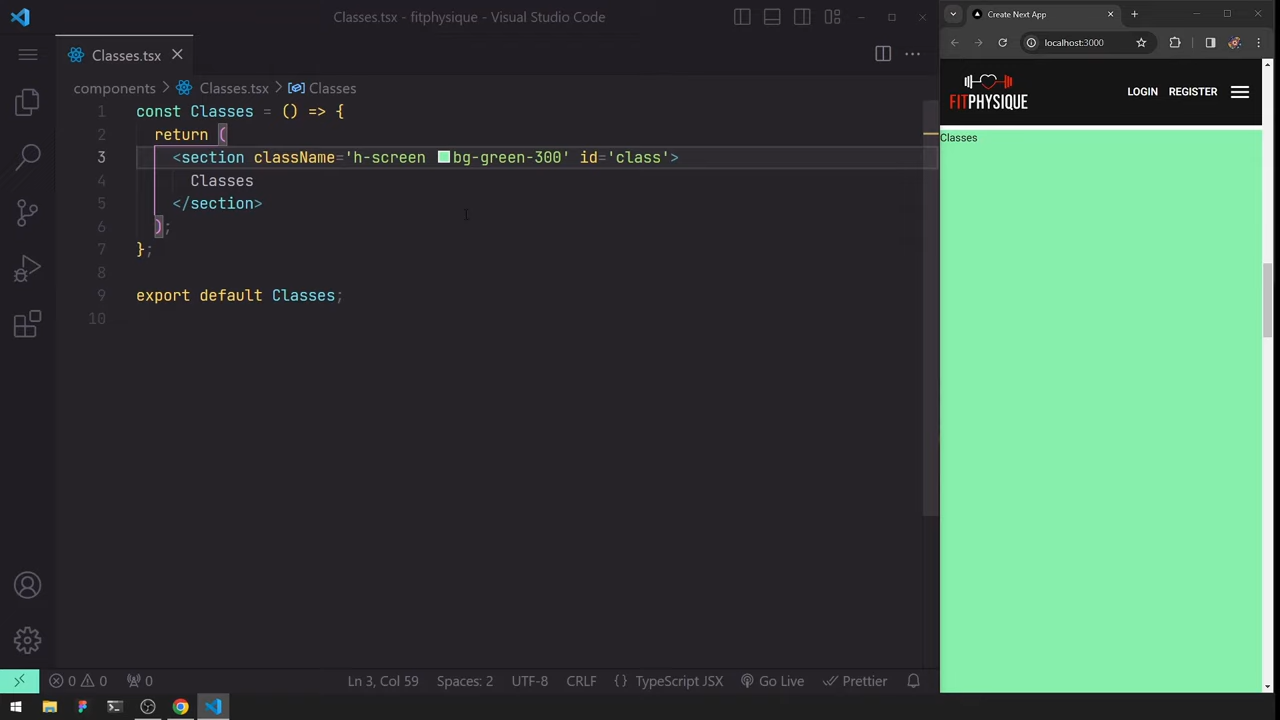 Classes.tsx - fitphysique - Visual Studio Code
Classes.tsx
components > Classes.tsx > Classes
1 const Classes = () => {
2 return (
3 <section className='h-screen bg-green-300' id='class'>
4 Classes
5 </section>
6 );
7 };
8
9 export default Classes;
10
0 0 0 Ln 3, Col 59 Spaces: 2 UTF-8 CRLF {} TypeScript JSX Go Live Prettier
Create Next App
localhost:3000
FITPHYSIQUE LOGIN REGISTER
Classes